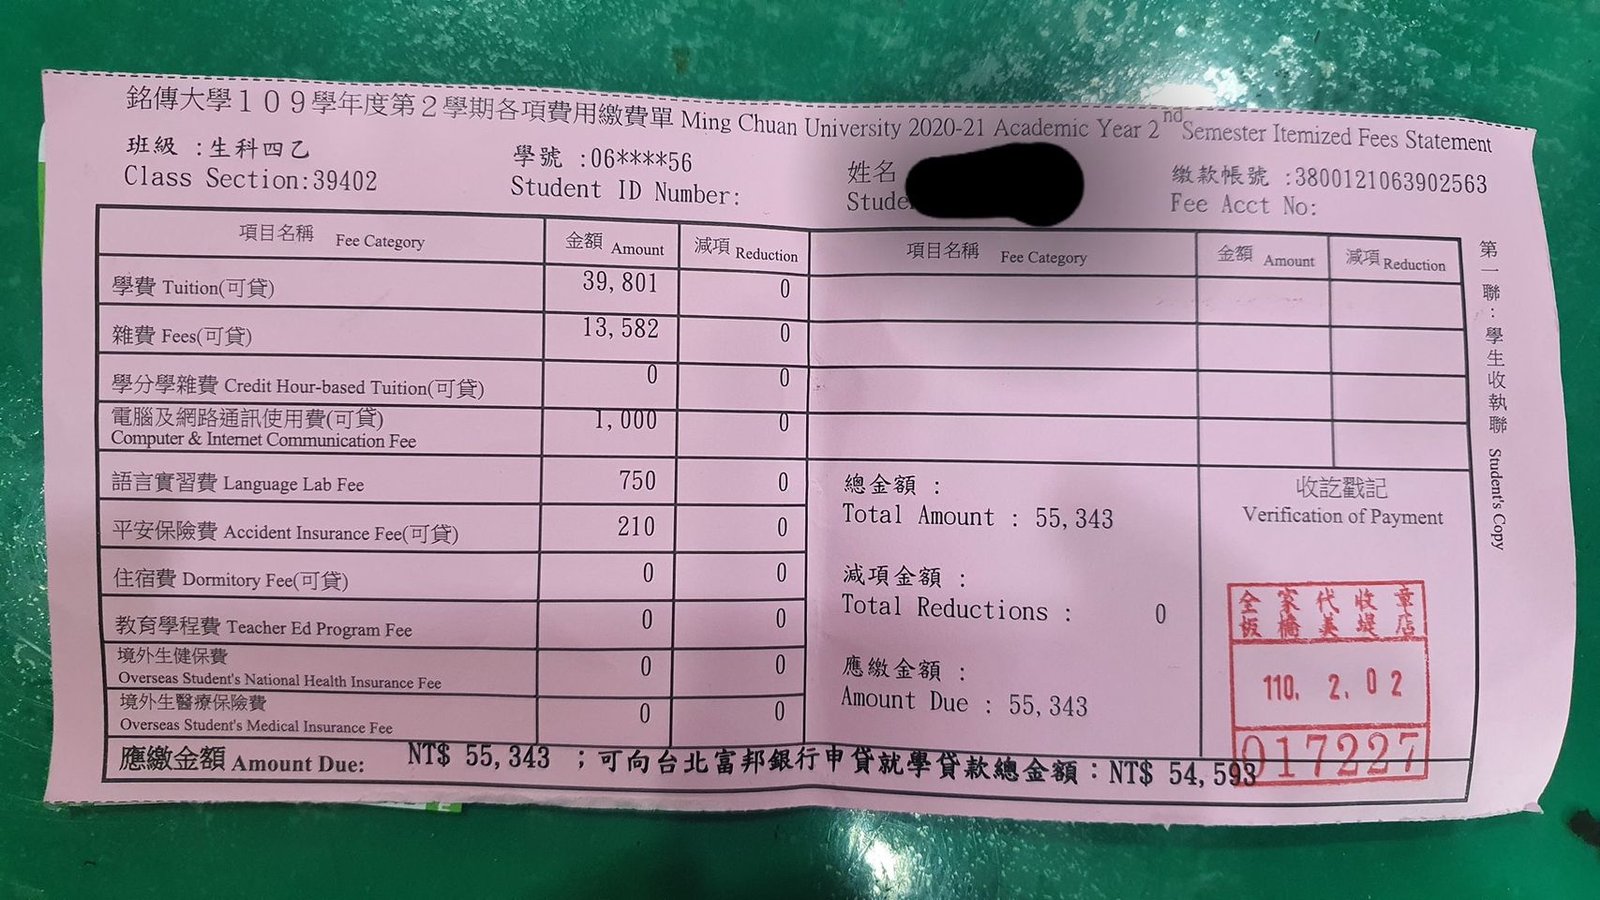 銘傳大學109學年度第2學期各項費用繳費單 Ming Chuan University 2020-21 Academic Year 2nd Semester Itemized Fees Statement
班級 :生科四乙 學號 :06****56 姓名 繳款帳號 :3800121063902563
Class Section:39402 Student ID Number: Stude Fee Acct No:
項目名稱 Fee Category 金額 Amount 減項 Reduction 項目名稱 Fee Category 金額 Amount 減項 Reduction
學費 Tuition(可貸) 39,801 0
雜費 Fees(可貸) 13,582 0
學分學雜費 Credit Hour-based Tuition(可貸) 0 0
電腦及網路通訊使用費(可貸) 1,000 0
Computer & Internet Communication Fee
語言實習費 Language Lab Fee 750 0
平安保險費 Accident Insurance Fee(可貸) 210 0
住宿費 Dormitory Fee(可貸) 0 0
教育學程費 Teacher Ed Program Fee 0 0
境外生健保費 0 0
Overseas Student's National Health Insurance Fee
境外生醫療保險費 0 0
Overseas Student's Medical Insurance Fee
總金額 :
Total Amount : 55,343
減項金額 :
Total Reductions : 0
應繳金額 :
Amount Due : 55,343
收訖戳記
Verification of Payment
全家代收章
板橋美堤店
110. 2. 02
017227
應繳金額 Amount Due: NT$ 55,343 ;可向台北富邦銀行申貸就學貸款總金額:NT$ 54,593
第一聯:學生收執聯 Student's Copy